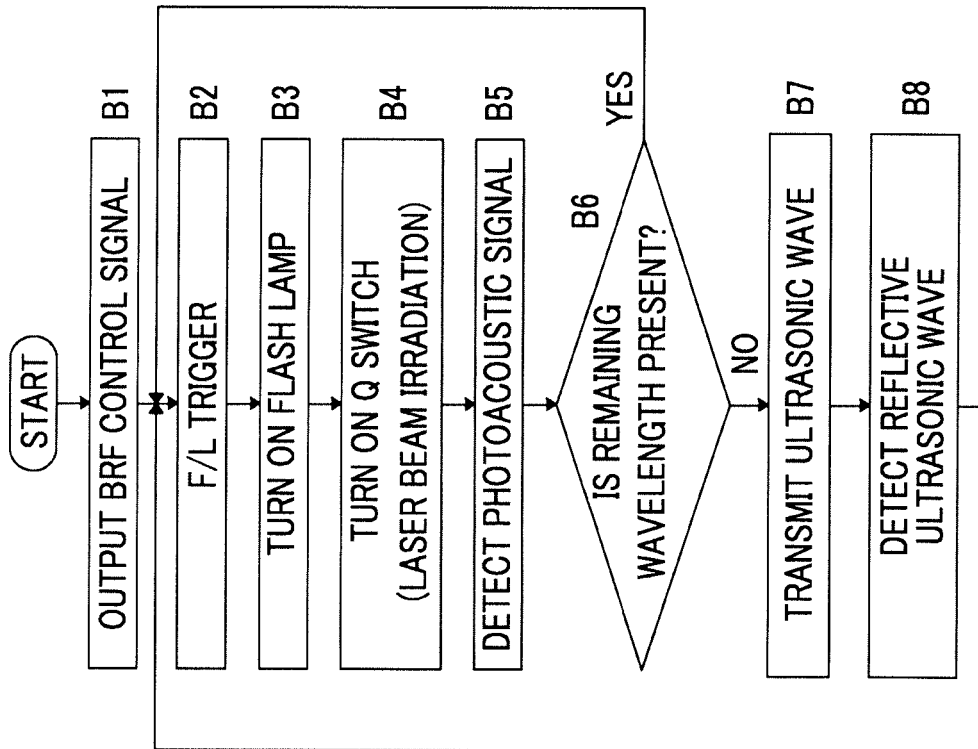 START
OUTPUT BRF CONTROL SIGNAL
B1
F/L TRIGGER
B2
TURN ON FLASH LAMP
B3
TURN ON Q SWITCH
(LASER BEAM IRRADIATION)
B4
DETECT PHOTOACOUSTIC SIGNAL
B5
IS REMAINING
WAVELENGTH PRESENT?
B6
YES
NO
TRANSMIT ULTRASONIC WAVE
B7
DETECT REFLECTIVE
ULTRASONIC WAVE
B8